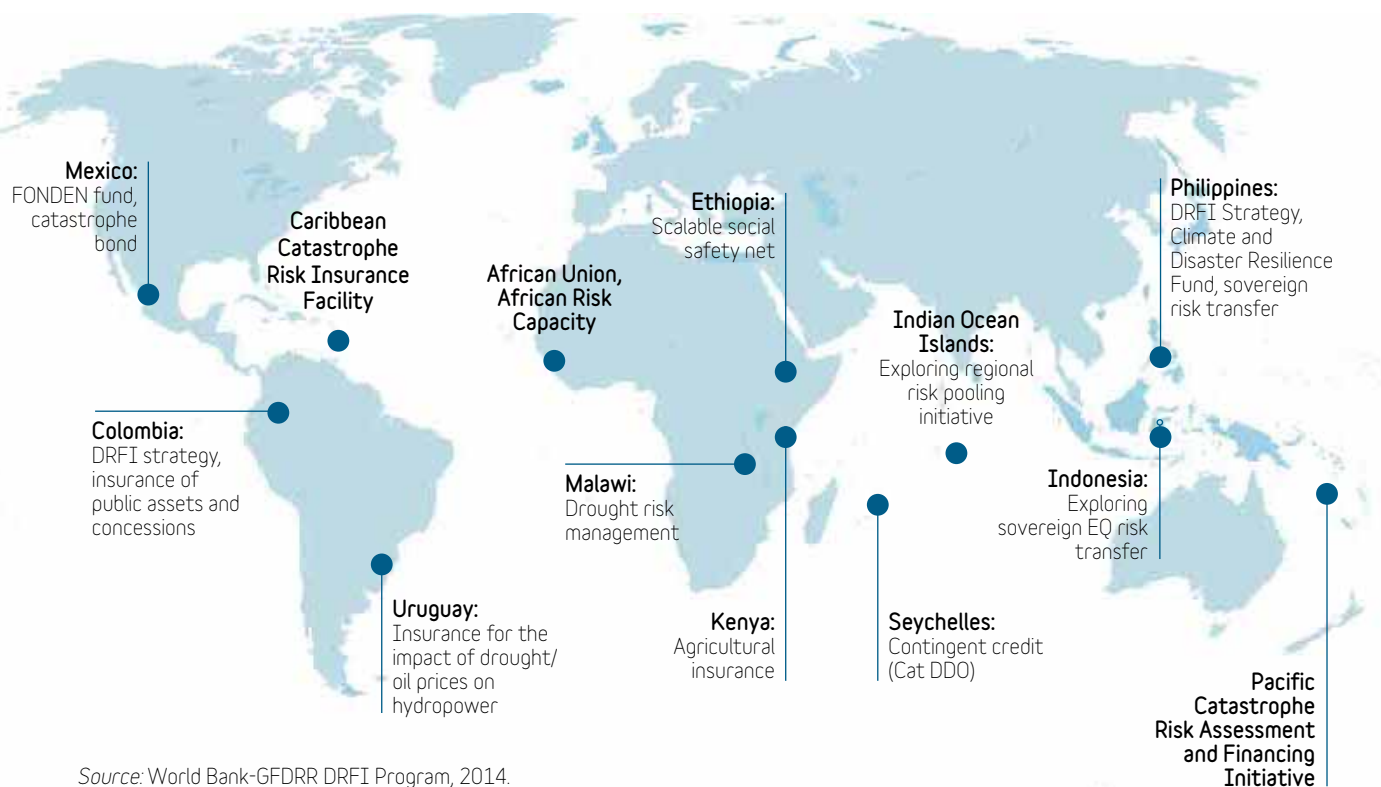 Mexico:
FONDEN fund,
catastrophe
bond
Caribbean
Catastrophe
Risk Insurance
Facility
African Union,
African Risk
Capacity
Ethiopia:
Scalable social
safety net
Philippines:
DRFI Strategy,
Climate and
Disaster Resilience
Fund, sovereign
risk transfer
Indian Ocean
Islands:
Exploring regional
risk pooling
initiative
Colombia:
DRFI strategy,
insurance of
public assets and
concessions
Malawi:
Drought risk
management
Indonesia:
Exploring
sovereign EQ risk
transfer
Uruguay:
Insurance for the
impact of drought/
oil prices on
hydropower
Kenya:
Agricultural
insurance
Seychelles:
Contingent credit
(Cat DDO)
Pacific
Catastrophe
Risk Assessment
and Financing
Initiative
Source: World Bank-GFDRR DRFI Program, 2014.